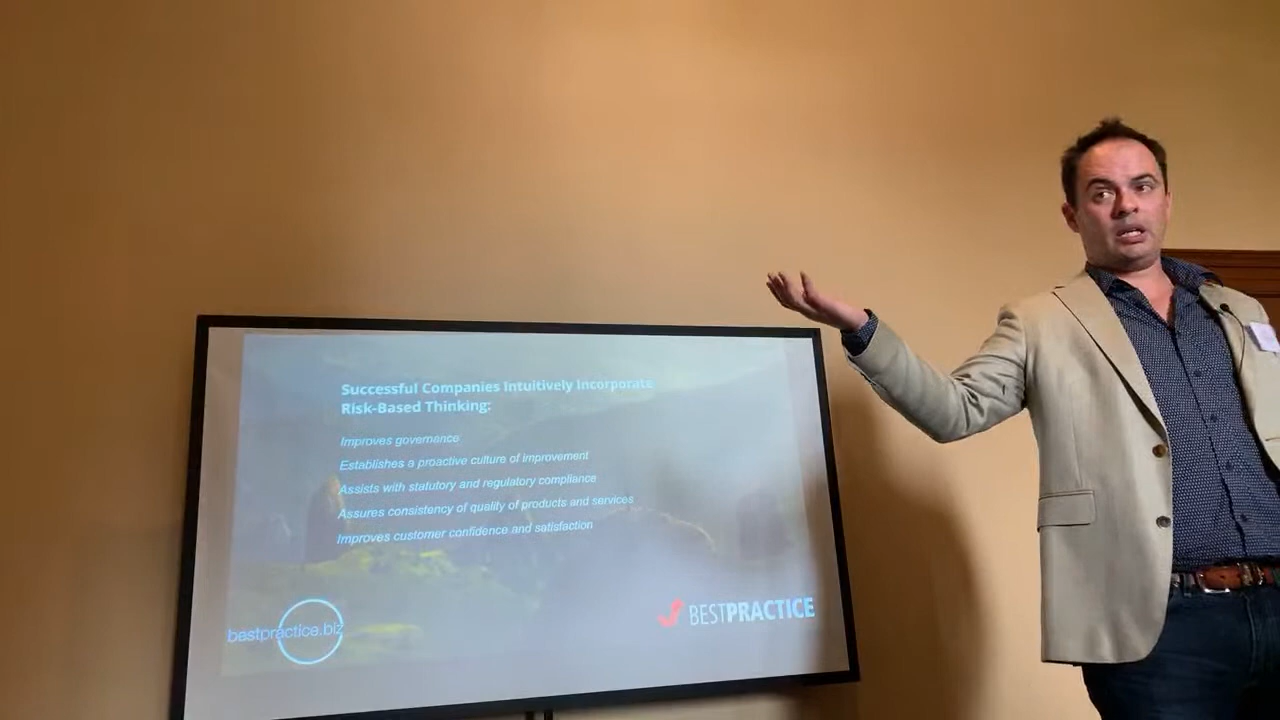 Successful Companies Intuitively Incorporate
Risk-Based Thinking:
Improves governance
Establishes a proactive culture of improvement
Assists with statutory and regulatory compliance
Assures consistency of quality of products and services
Improves customer confidence and satisfaction
bestpractice.biz
BESTPRACTICE